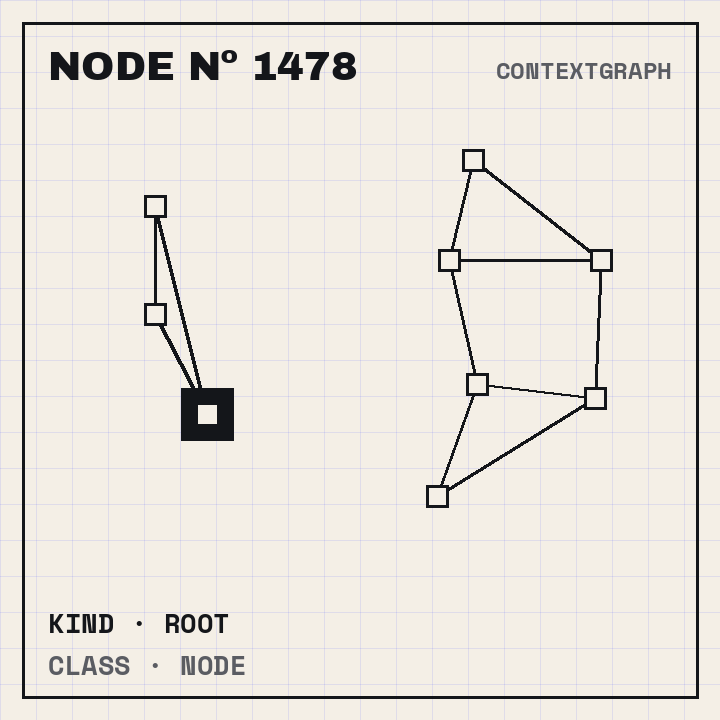 NODE Nº 1478
CONTEXTGRAPH
KIND · ROOT
CLASS · NODE